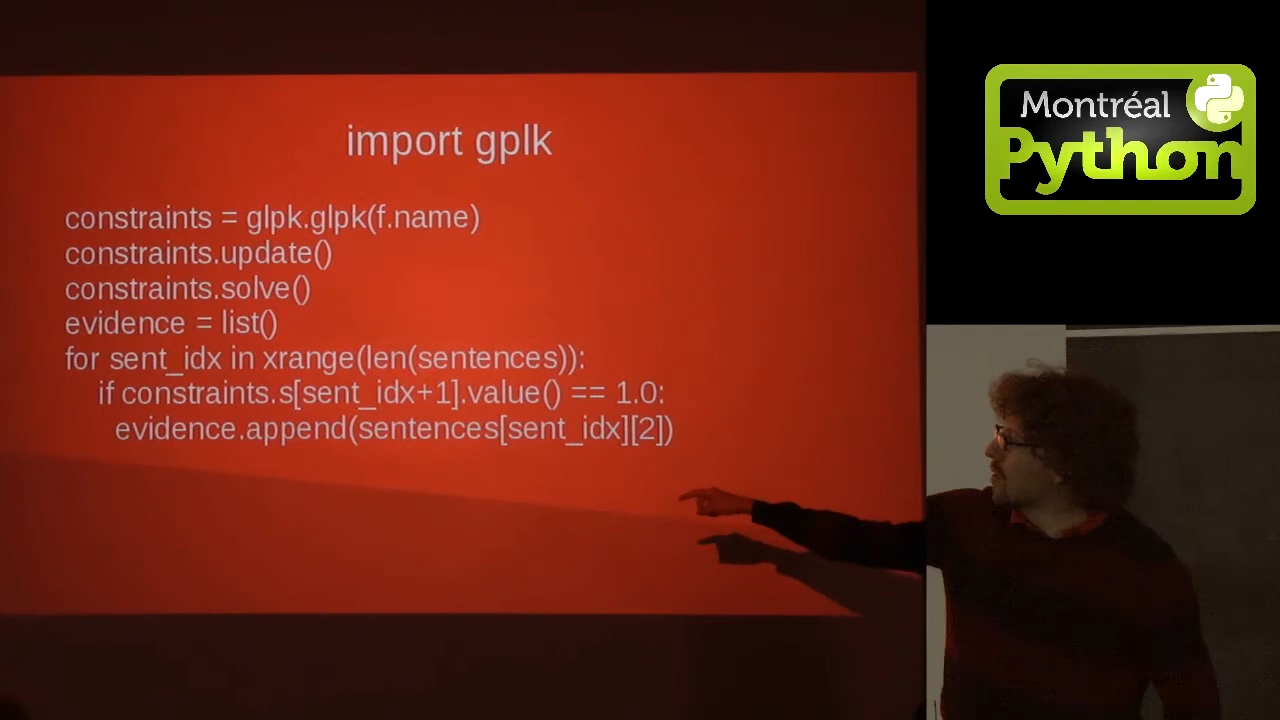 import gplk
constraints = glpk.glpk(f.name)
constraints.update()
constraints.solve()
evidence = list()
for sent_idx in xrange(len(sentences)):
if constraints.s[sent_idx+1].value() == 1.0:
evidence.append(sentences[sent_idx][2])
Montréal
Python